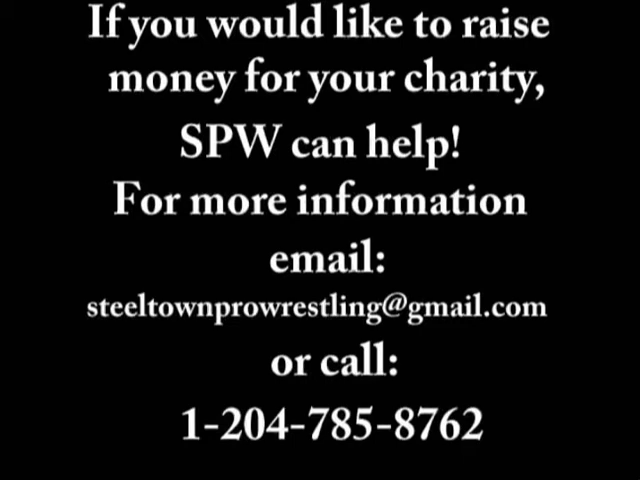 If you would like to raise
money for your charity,
SPW can help!
For more information
email:
steeltownprowrestling@gmail.com
or call:
1-204-785-8762